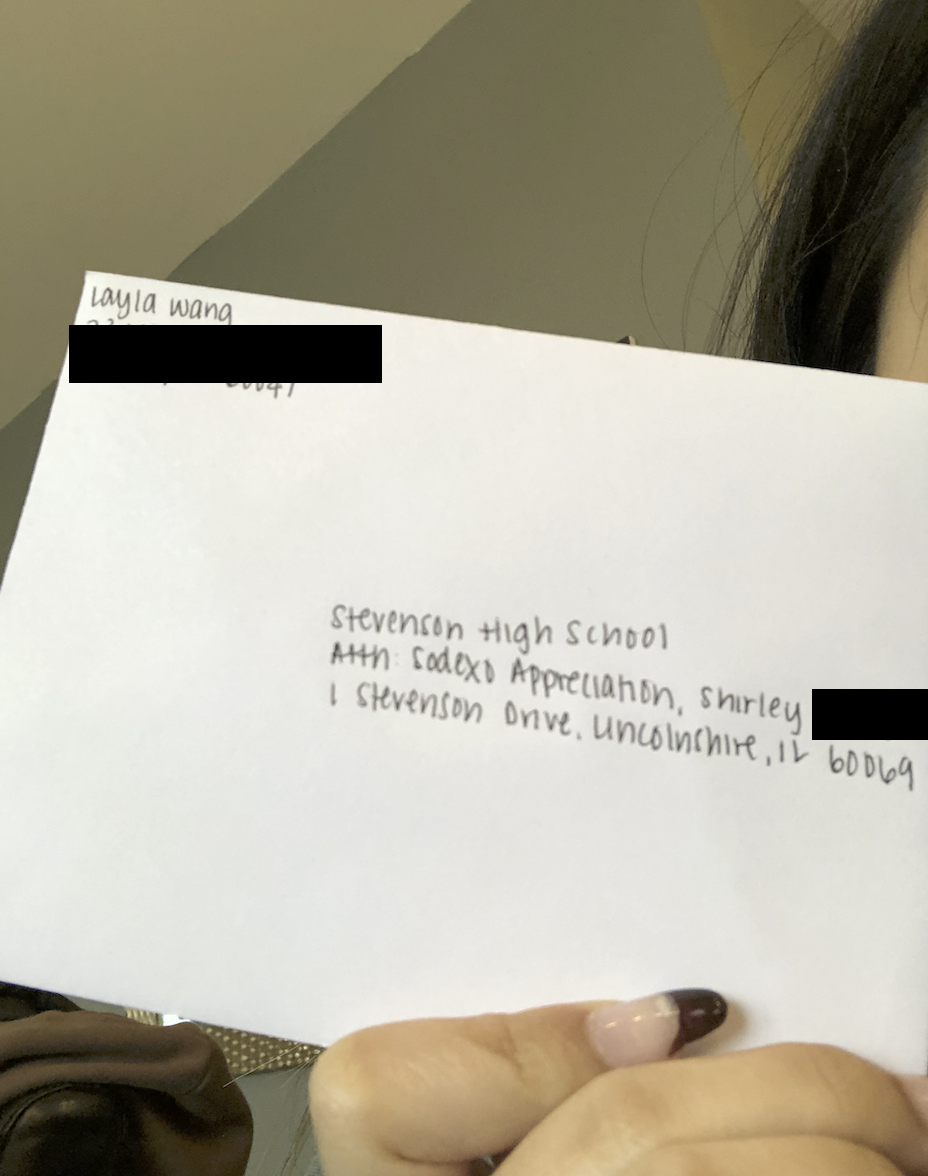 Layla Wang
Stevenson High School
Attn: Sodexo Appreciation, Shirley
1 Stevenson Drive, Lincolnshire, IL 60069